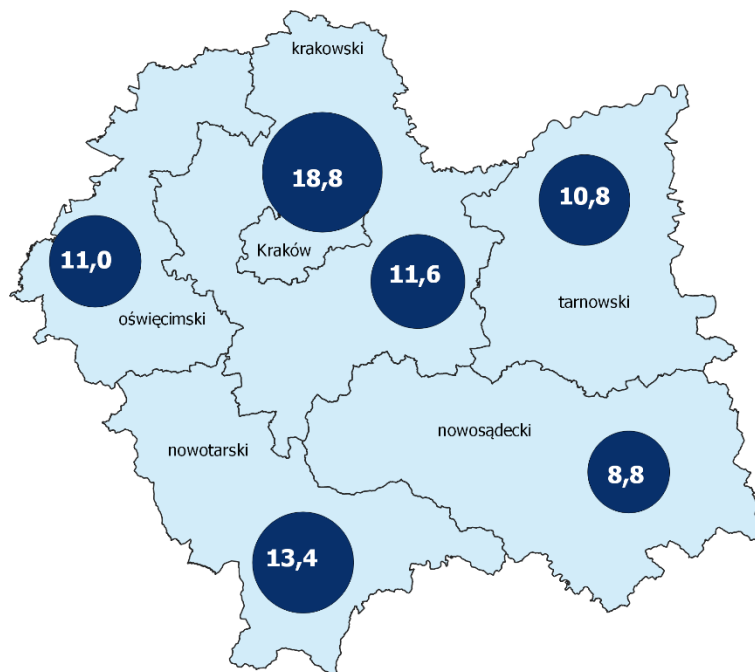 krakowski
18,8
10,8
Kraków
11,0
11,6
tarnowski
oświęcimski
nowosądecki
nowotarski
8,8
13,4